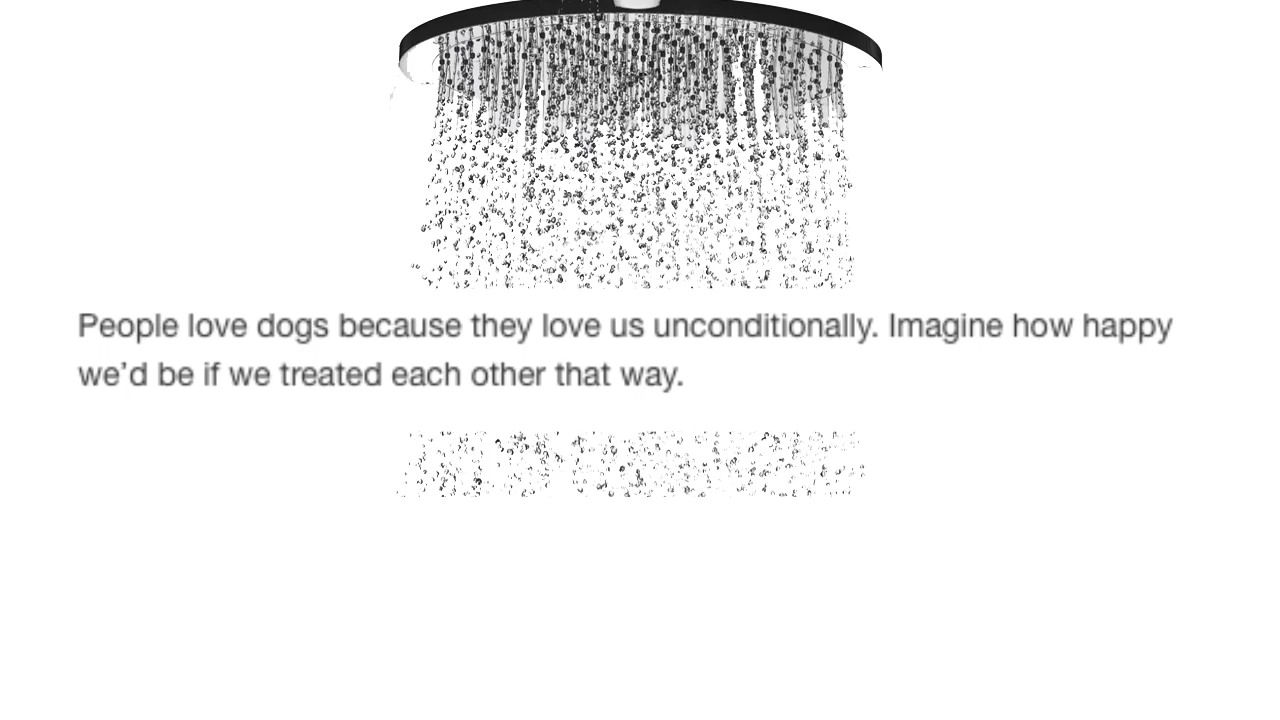 People love dogs because they love us unconditionally. Imagine how happy
we’d be if we treated each other that way.